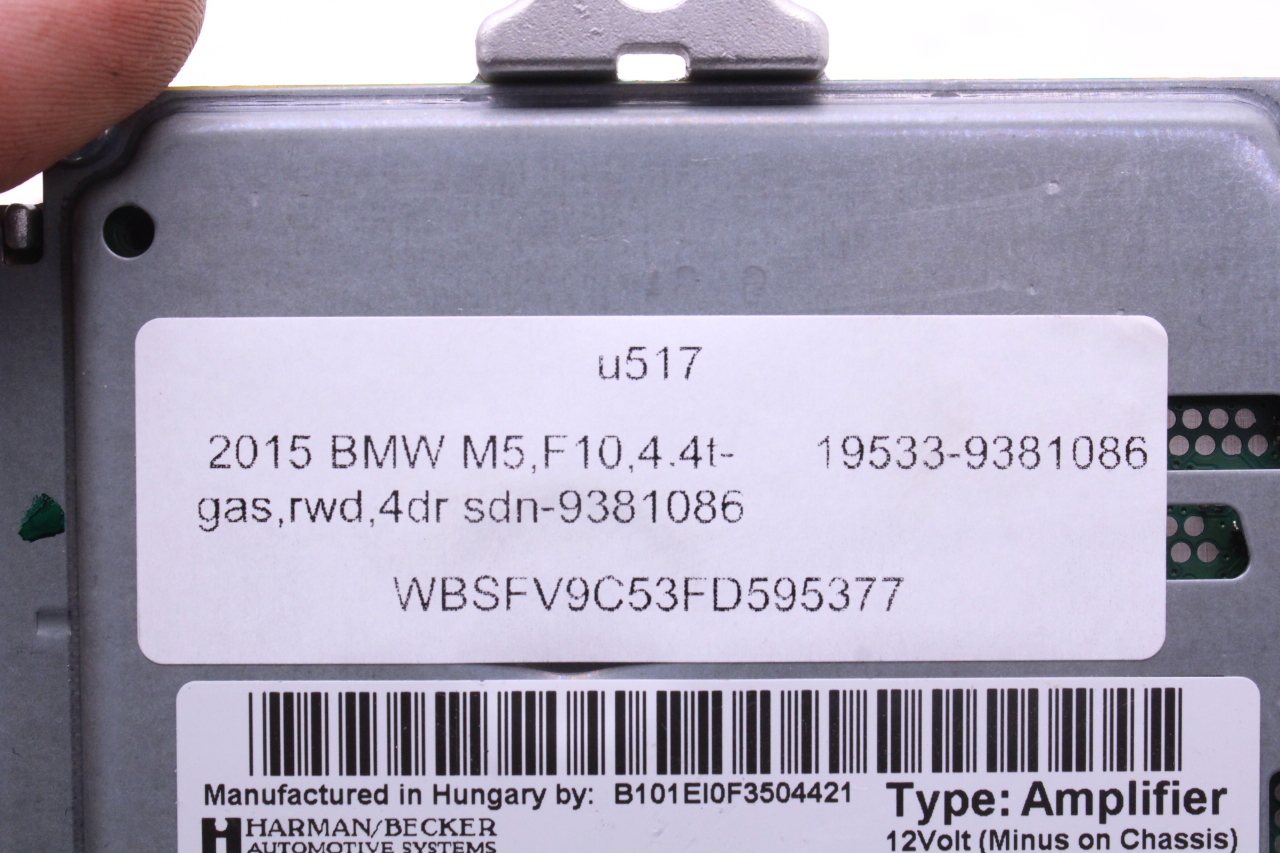 u517
2015 BMW M5,F10,4.4t- 19533-9381086
gas,rwd,4dr sdn-9381086
WBSFV9C53FD595377
Manufactured in Hungary by: B101EI0F3504421
Type: Amplifier
HARMAN/BECKER
AUTOMOTIVE SYSTEMS
12Volt (Minus on Chassis)